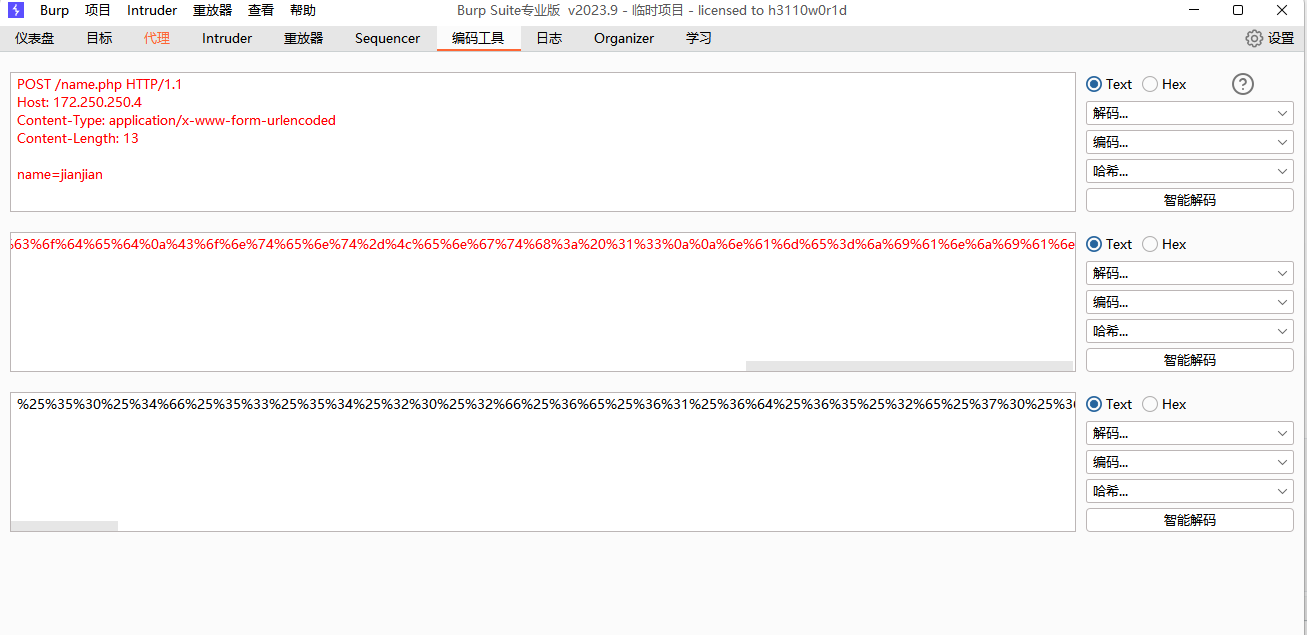 Burp 项目 Intruder 重放器 查看 帮助 Burp Suite专业版 v2023.9 - 临时项目 - licensed to h3110w0r1d
仪表盘 目标 代理 Intruder 重放器 Sequencer 编码工具 日志 Organizer 学习 设置
POST /name.php HTTP/1.1
Host: 172.250.250.4
Content-Type: application/x-www-form-urlencoded
Content-Length: 13
name=jianjian
Text Hex ?
解码...
编码...
哈希...
智能解码
%63%6f%64%65%64%0a%43%6f%6e%74%65%6e%74%2d%4c%65%6e%67%74%68%3a%20%31%33%0a%0a%6e%61%6d%65%3d%6a%69%61%6e%6a%69%61%6e
Text Hex
解码...
编码...
哈希...
智能解码
%25%35%30%25%34%66%25%35%33%25%35%34%25%32%30%25%32%66%25%36%65%25%36%31%25%36%64%25%36%35%25%32%65%25%37%30%25%36
Text Hex
解码...
编码...
哈希...
智能解码